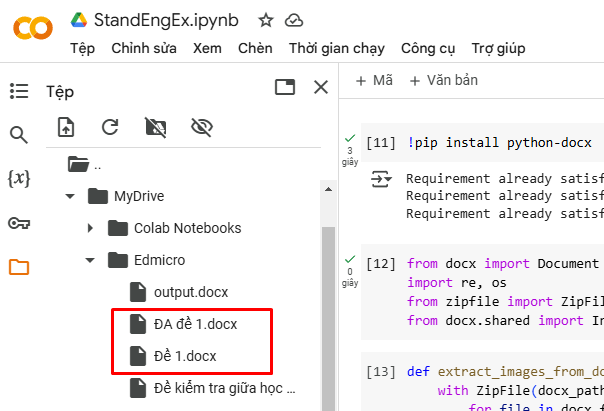 StandEngEx.ipynb
Tệp Chỉnh sửa Xem Chèn Thời gian chạy Công cụ Trợ giúp
Tệp
+ Mã + Văn bản
..
MyDrive
Colab Notebooks
Edmicro
output.docx
ĐA đề 1.docx
Đề 1.docx
Đề kiểm tra giữa học ...
{x}
3 giây
[11] !pip install python-docx
Requirement already satisf
Requirement already satisf
Requirement already satisf
0 giây
[12] from docx import Document
import re, os
from zipfile import ZipFil
from docx.shared import In
[13] def extract_images_from_do
with ZipFile(docx_path